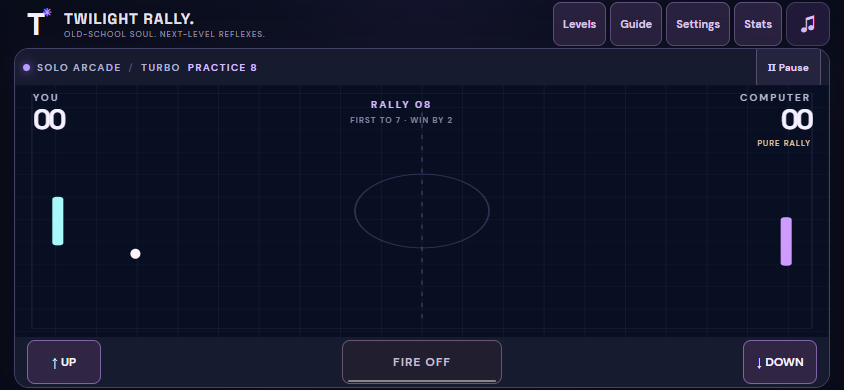 T* TWILIGHT RALLY.
OLD-SCHOOL SOUL. NEXT-LEVEL REFLEXES.
Levels Guide Settings Stats ♫
SOLO ARCADE / TURBO PRACTICE 8
II Pause
YOU
00
RALLY 08
FIRST TO 7 · WIN BY 2
COMPUTER
00
PURE RALLY
↑ UP
FIRE OFF
↓ DOWN